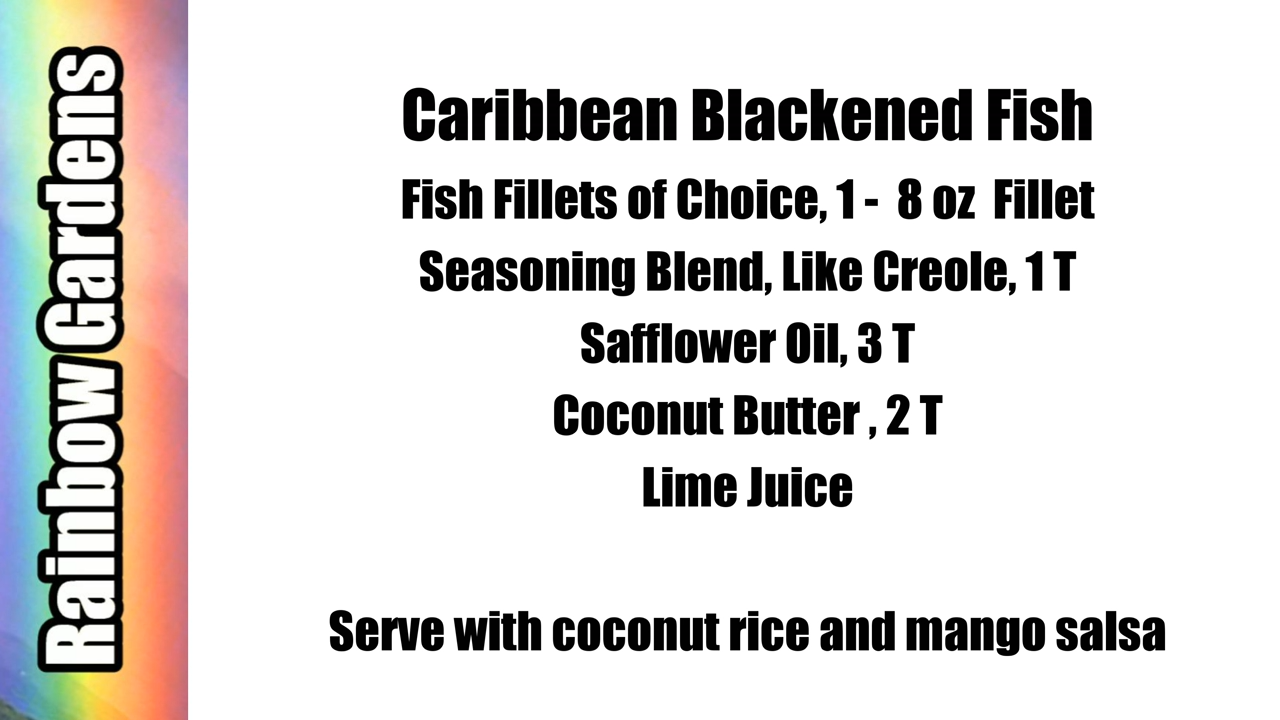 Rainbow Gardens
Caribbean Blackened Fish
Fish Fillets of Choice, 1 -  8 oz  Fillet
Seasoning Blend, Like Creole, 1 T
Safflower Oil, 3 T
Coconut Butter , 2 T
Lime Juice
Serve with coconut rice and mango salsa